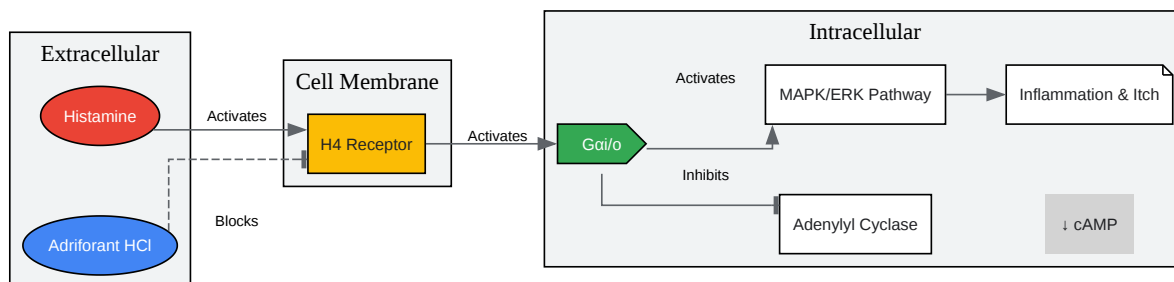 Extracellular
Histamine
Adriforant HCl
Activates
Blocks
Cell Membrane
H4 Receptor
Activates
Intracellular
Gαi/o
Activates
Inhibits
MAPK/ERK Pathway
Inflammation & Itch
Adenylyl Cyclase
↓ cAMP